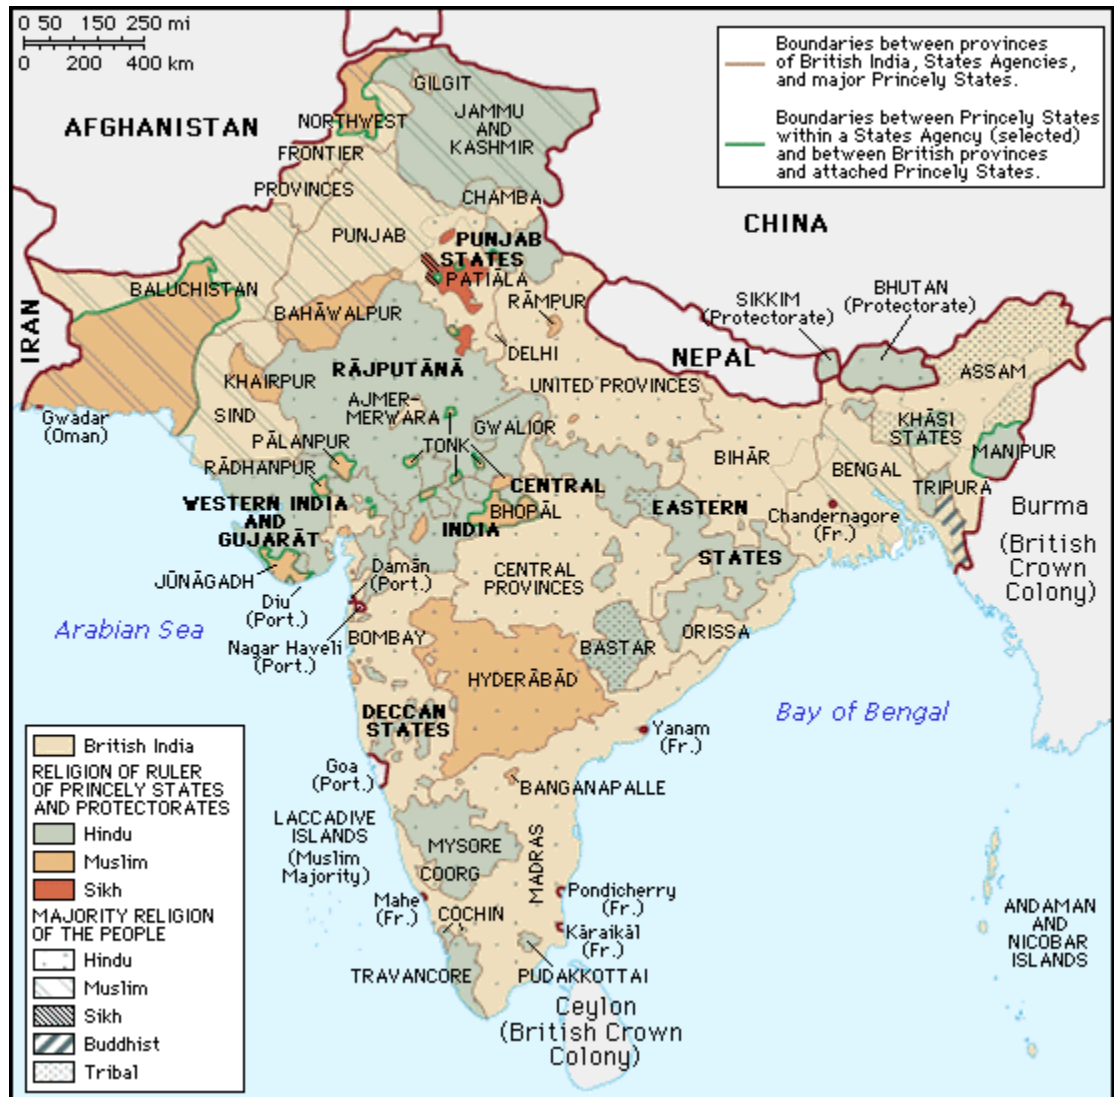 0 50 150 250 mi
0 200 400 km
Boundaries between provinces
of British India, States Agencies,
and major Princely States.
Boundaries between Princely States
within a States Agency (selected)
and between British provinces
and attached Princely States.
AFGHANISTAN
GILGIT
JAMMU
AND
KASHMIR
NORTHWEST
FRONTIER
PROVINCES
CHAMBA
PUNJAB
PUNJAB
STATES
PATIĀLA
CHINA
IRAN
BALUCHISTAN
BAHĀWALPUR
RĀMPUR
SIKKIM
(Protectorate)
BHUTAN
(Protectorate)
DELHI
NEPAL
RĀJPUTĀNĀ
KHAIRPUR
UNITED PROVINCES
ASSAM
Gwadar
(Oman)
SIND
AJMER-
MERWARA
GWALIOR
KHĀSI
STATES
PĀLANPUR
TONK
RĀDHANPUR
BIHĀR
BENGAL
MANIPUR
TRIPURA
WESTERN INDIA
AND
GUJARĀT
CENTRAL
INDIA
BHOPĀL
EASTERN
STATES
Chandernagore
(Fr.)
Burma
(British
Crown
Colony)
JŪNĀGADH
Diu
(Port.)
Damān
(Port.)
CENTRAL
PROVINCES
Arabian Sea
Nagar Haveli
(Port.)
BOMBAY
BASTAR
ORISSA
HYDERĀBĀD
Bay of Bengal
DECCAN
STATES
Yanam
(Fr.)
Goa
(Port.)
BANGANAPALLE
LACCADIVE
ISLANDS
(Muslim
Majority)
MYSORE
COORG
MADRAS
Mahe
(Fr.)
COCHIN
Pondicherry
(Fr.)
Kāraikāl
(Fr.)
TRAVANCORE
PUDAKKOTTAI
Ceylon
(British Crown
Colony)
ANDAMAN
AND
NICOBAR
ISLANDS
British India
RELIGION OF RULER
OF PRINCELY STATES
AND PROTECTORATES
Hindu
Muslim
Sikh
MAJORITY RELIGION
OF THE PEOPLE
Hindu
Muslim
Sikh
Buddhist
Tribal